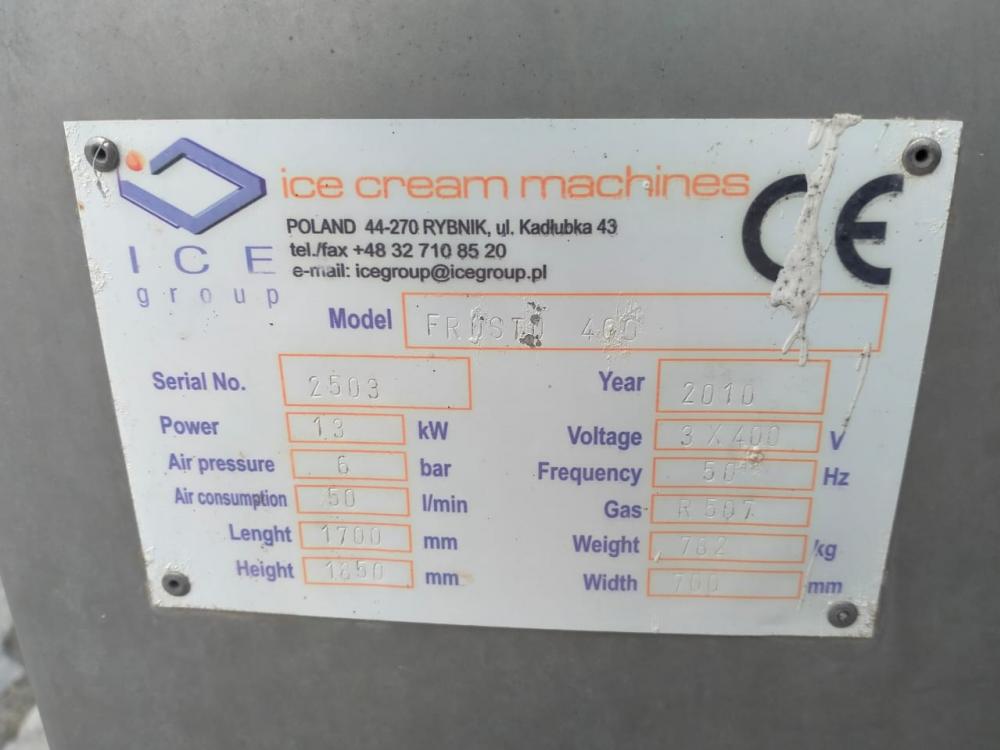 ice cream machines
CE
POLAND 44-270 RYBNIK, ul. Kadłubka 43
tel./fax +48 32 710 85 20
e-mail: icegroup@icegroup.pl
ICE
group
Model FROSTO 400
Serial No. 2503 Year 2010
Power 13 kW Voltage 3 X 400 V
Air pressure 6 bar Frequency 50 Hz
Air consumption 50 l/min Gas R 507
Lenght 1700 mm Weight 782 kg
Height 1850 mm Width 700 mm